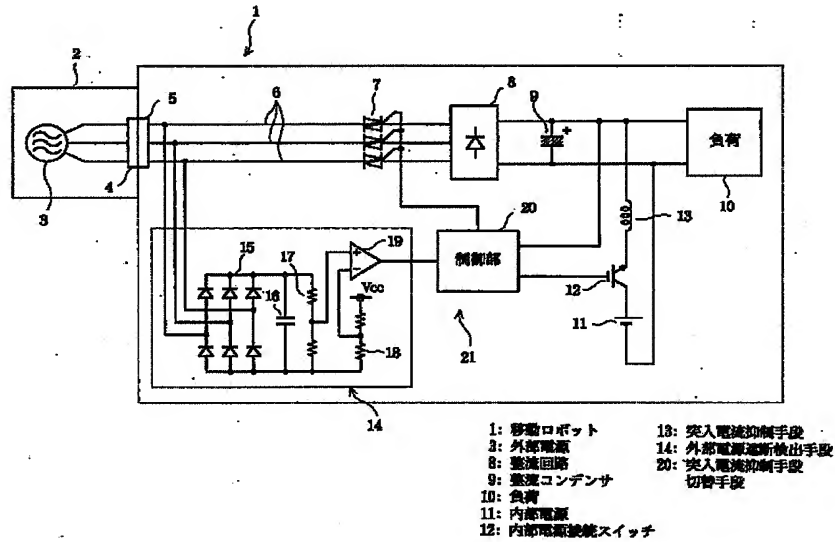 1
2
3
4
5
6
7
8
9
+
負荷
10
20
制御部
13
12
11
21
15
17
16
+
-
19
Vcc
18
14
1: 移動ロボット
3: 外部電源
8: 整流回路
9: 整流コンデンサ
10: 負荷
11: 内部電源
12: 内部電源接続スイッチ
13: 突入電流抑制手段
14: 外部電源遮断検出手段
20: 突入電流抑制手段
切替手段